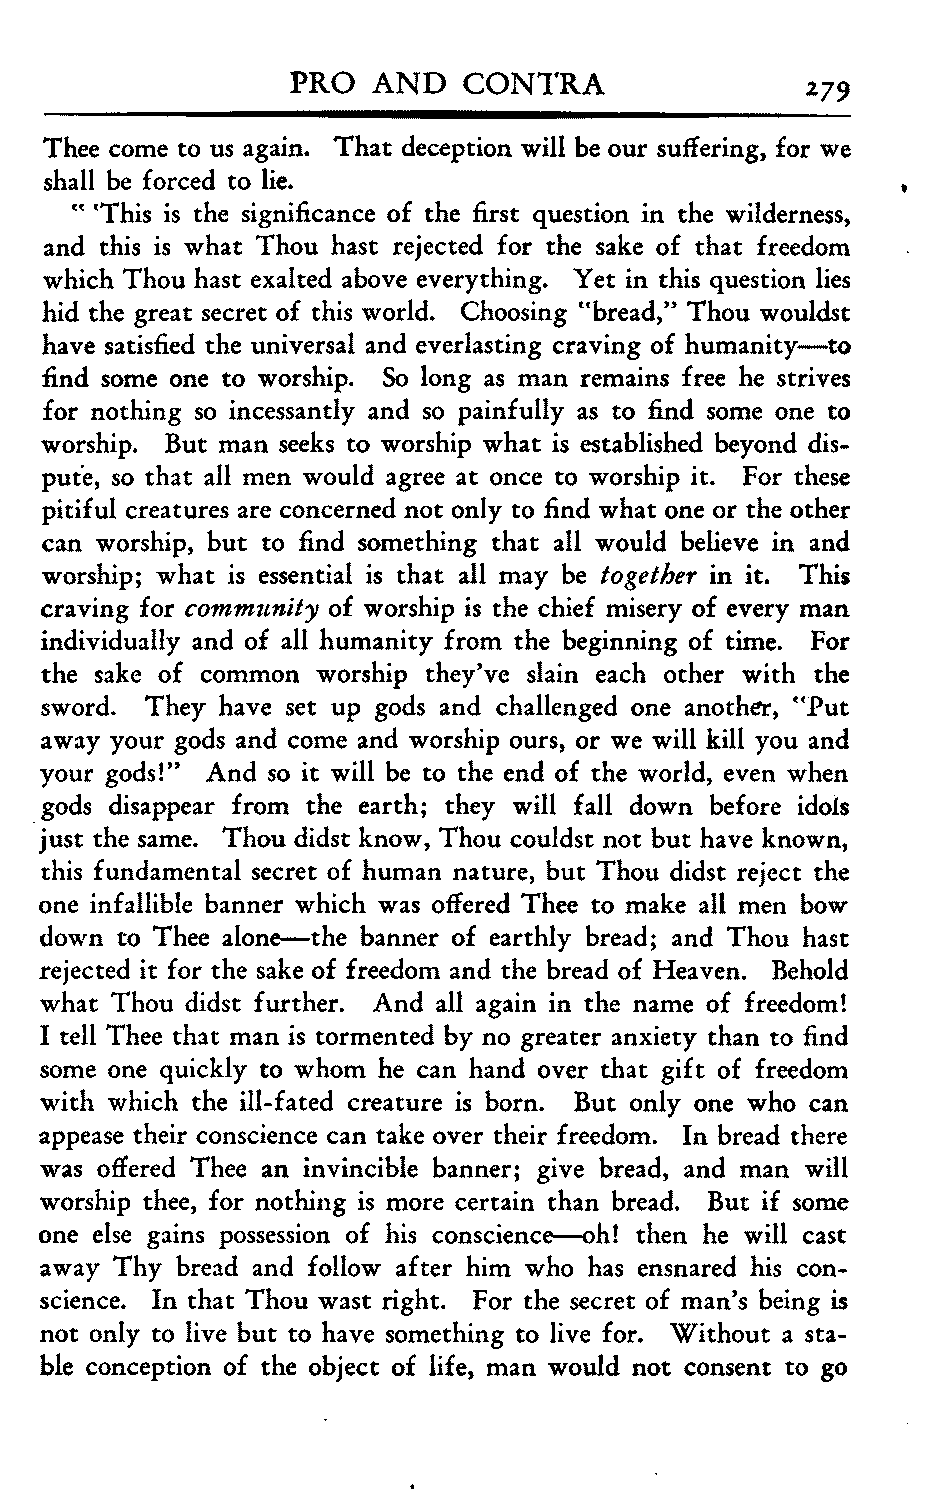 PRO AND CONTRA 279
Thee come to us again. That deception will be our suffering, for we
shall be forced to lie.
" 'This is the significance of the first question in the wilderness,
and this is what Thou hast rejected for the sake of that freedom
which Thou hast exalted above everything. Yet in this question lies
hid the great secret of this world. Choosing "bread," Thou wouldst
have satisfied the universal and everlasting craving of humanity—to
find some one to worship. So long as man remains free he strives
for nothing so incessantly and so painfully as to find some one to
worship. But man seeks to worship what is established beyond dis-
pute, so that all men would agree at once to worship it. For these
pitiful creatures are concerned not only to find what one or the other
can worship, but to find something that all would believe in and
worship; what is essential is that all may be together in it. This
craving for community of worship is the chief misery of every man
individually and of all humanity from the beginning of time. For
the sake of common worship they've slain each other with the
sword. They have set up gods and challenged one another, "Put
away your gods and come and worship ours, or we will kill you and
your gods!" And so it will be to the end of the world, even when
gods disappear from the earth; they will fall down before idols
just the same. Thou didst know, Thou couldst not but have known,
this fundamental secret of human nature, but Thou didst reject the
one infallible banner which was offered Thee to make all men bow
down to Thee alone—the banner of earthly bread; and Thou hast
rejected it for the sake of freedom and the bread of Heaven. Behold
what Thou didst further. And all again in the name of freedom!
I tell Thee that man is tormented by no greater anxiety than to find
some one quickly to whom he can hand over that gift of freedom
with which the ill-fated creature is born. But only one who can
appease their conscience can take over their freedom. In bread there
was offered Thee an invincible banner; give bread, and man will
worship thee, for nothing is more certain than bread. But if some
one else gains possession of his conscience—oh! then he will cast
away Thy bread and follow after him who has ensnared his con-
science. In that Thou wast right. For the secret of man's being is
not only to live but to have something to live for. Without a sta-
ble conception of the object of life, man would not consent to go